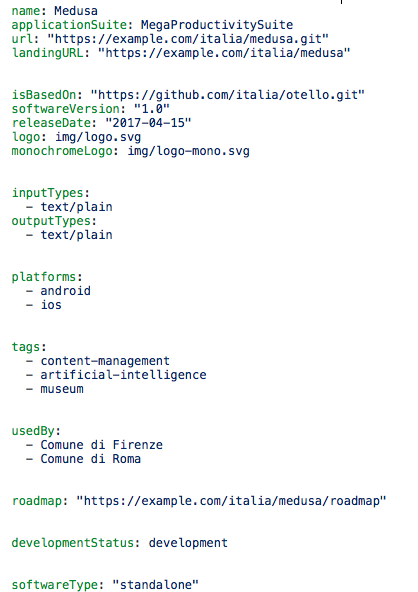 name: Medusa
applicationSuite: MegaProductivitySuite
url: "https://example.com/italia/medusa.git"
landingURL: "https://example.com/italia/medusa"
isBasedOn: "https://github.com/italia/otello.git"
softwareVersion: "1.0"
releaseDate: "2017-04-15"
logo: img/logo.svg
monochromeLogo: img/logo-mono.svg
inputTypes:
- text/plain
outputTypes:
- text/plain
platforms:
- android
- ios
tags:
- content-management
- artificial-intelligence
- museum
usedBy:
- Comune di Firenze
- Comune di Roma
roadmap: "https://example.com/italia/medusa/roadmap"
developmentStatus: development
softwareType: "standalone"